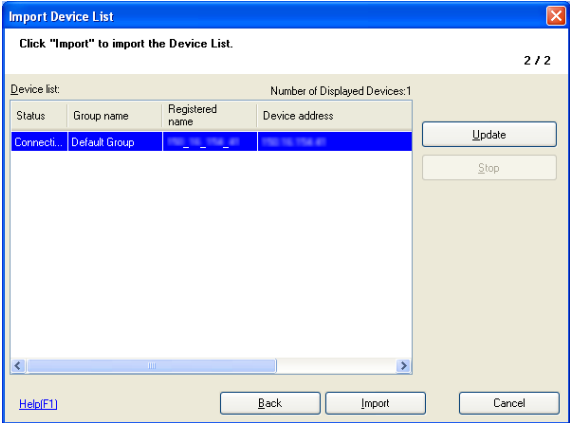 Import Device List
Click "Import" to import the Device List.
2 / 2
Device list:
Number of Displayed Devices:1
Status Group name Registered name Device address
Connecti... Default Group
Update
Stop
Help(F1)
Back Import Cancel